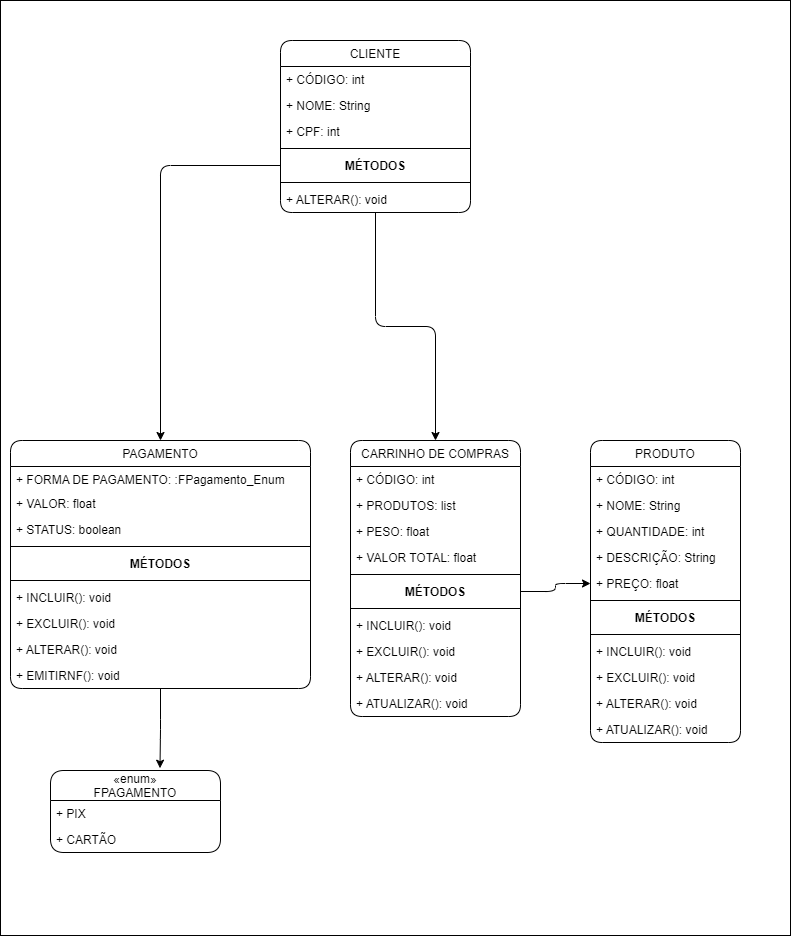 CLIENTE
+ CÓDIGO: int
+ NOME: String
+ CPF: int
MÉTODOS
+ ALTERAR(): void
PAGAMENTO
+ FORMA DE PAGAMENTO: :FPagamento_Enum
+ VALOR: float
+ STATUS: boolean
MÉTODOS
+ INCLUIR(): void
+ EXCLUIR(): void
+ ALTERAR(): void
+ EMITIRNF(): void
CARRINHO DE COMPRAS
+ CÓDIGO: int
+ PRODUTOS: list
+ PESO: float
+ VALOR TOTAL: float
MÉTODOS
+ INCLUIR(): void
+ EXCLUIR(): void
+ ALTERAR(): void
+ ATUALIZAR(): void
PRODUTO
+ CÓDIGO: int
+ NOME: String
+ QUANTIDADE: int
+ DESCRIÇÃO: String
+ PREÇO: float
MÉTODOS
+ INCLUIR(): void
+ EXCLUIR(): void
+ ALTERAR(): void
+ ATUALIZAR(): void
«enum»
FPAGAMENTO
+ PIX
+ CARTÃO